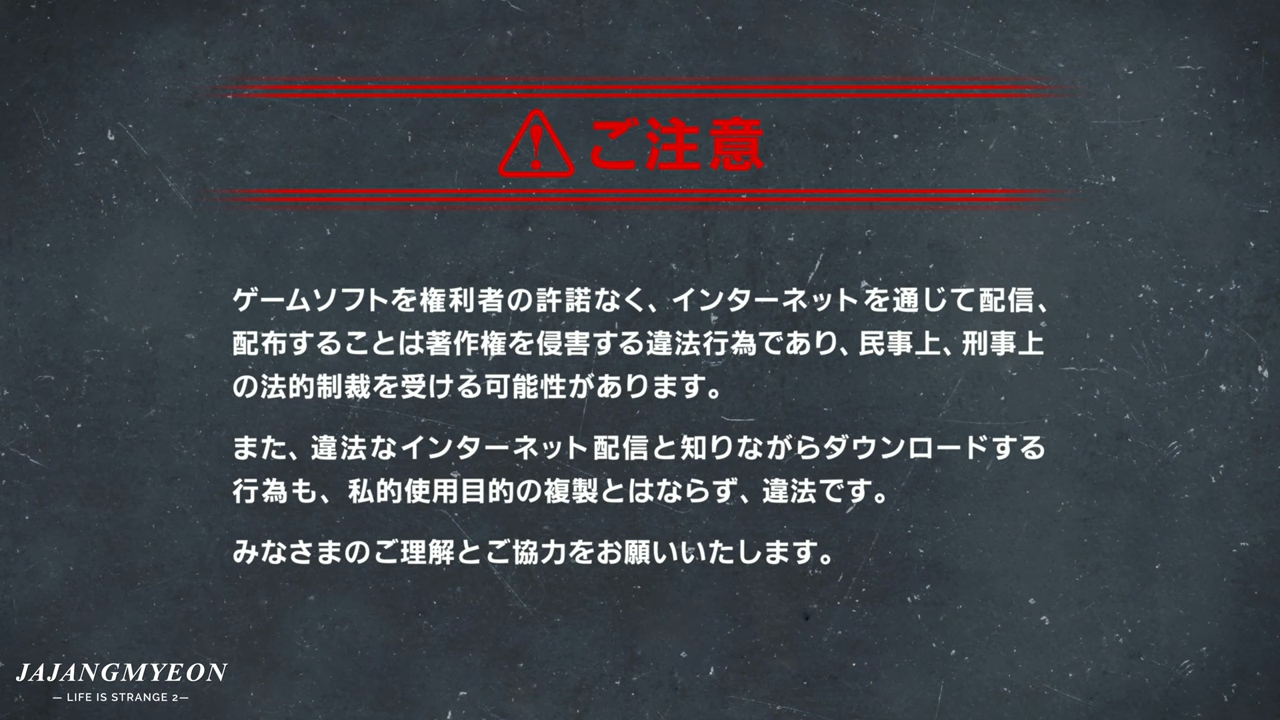 ご注意
ゲームソフトを権利者の許諾なく、インターネットを通じて配信、
配布することは著作権を侵害する違法行為であり、民事上、刑事上
の法的制裁を受ける可能性があります。
また、違法なインターネット配信と知りながらダウンロードする
行為も、私的使用目的の複製とはならず、違法です。
みなさまのご理解とご協力をお願いいたします。
JAJANGMYEON
— LIFE IS STRANGE 2—